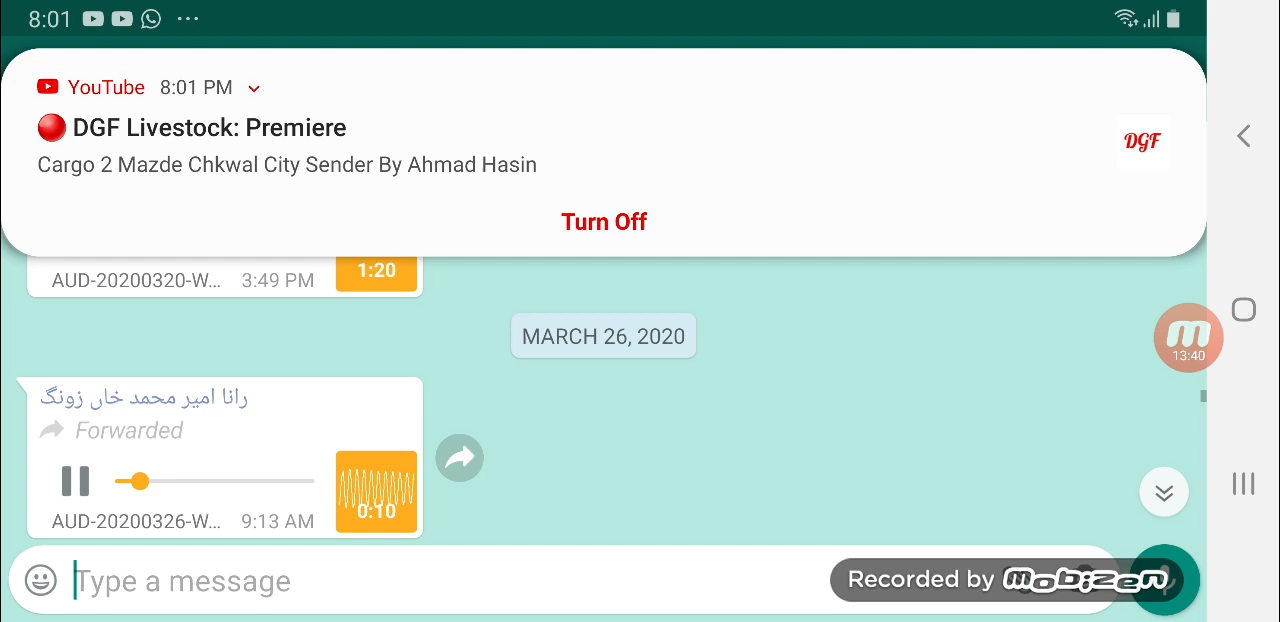 8:01
YouTube 8:01 PM
DGF Livestock: Premiere
DGF
Cargo 2 Mazde Chkwal City Sender By Ahmad Hasin
Turn Off
1:20
AUD-20200320-W... 3:49 PM
MARCH 26, 2020
m
13:40
رانا امیر محمد خاں زونگ
Forwarded
0:10
AUD-20200326-W... 9:13 AM
Type a message
Recorded by mobizen